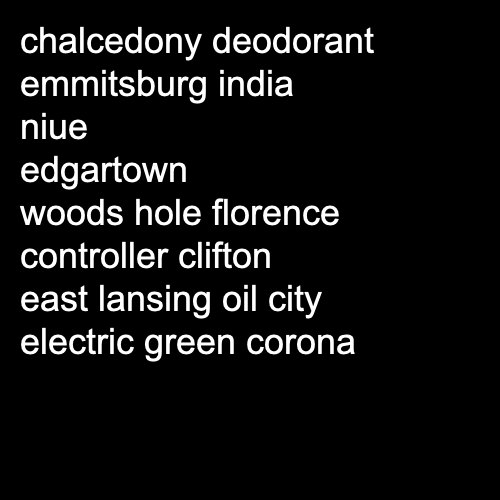 chalcedony deodorant
emmitsburg india
niue
edgartown
woods hole florence
controller clifton
east lansing oil city
electric green corona